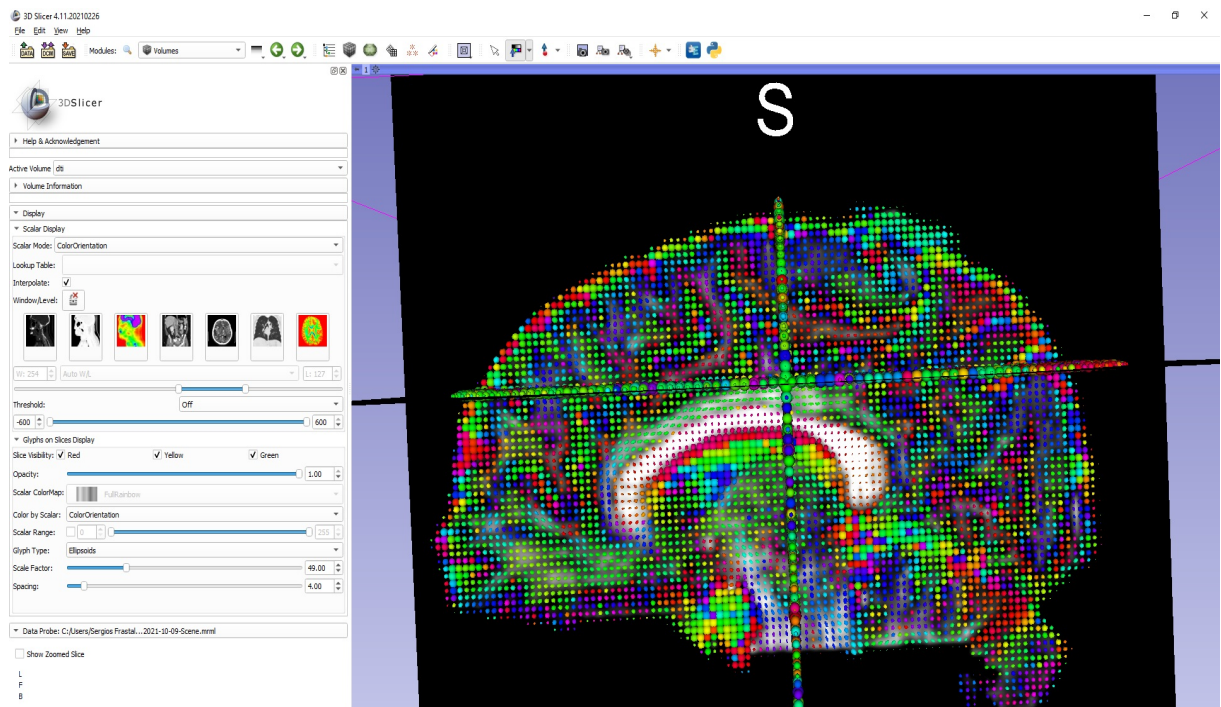 3D Slicer 4.11.20210226
File Edit View Help
DATA DCM SAVE Modules: Volumes
1
3DSlicer
S
Help & Acknowledgement
Active Volume dti
Volume Information
Display
Scalar Display
Scalar Mode: ColorOrientation
Lookup Table:
Interpolate:
Window/Level:
W: 254 Auto W/L L: 127
Threshold: Off
-600 600
Glyphs on Slices Display
Slice Visibility: Red Yellow Green
Opacity: 1.00
Scalar ColorMap: FullRainbow
Color by Scalar: ColorOrientation
Scalar Range: 0 255
Glyph Type: Ellipsoids
Scale Factor: 49.00
Spacing: 4.00
Data Probe: C:/Users/Sergios Frastal...2021-10-09-Scene.mrml
Show Zoomed Slice
L
F
B